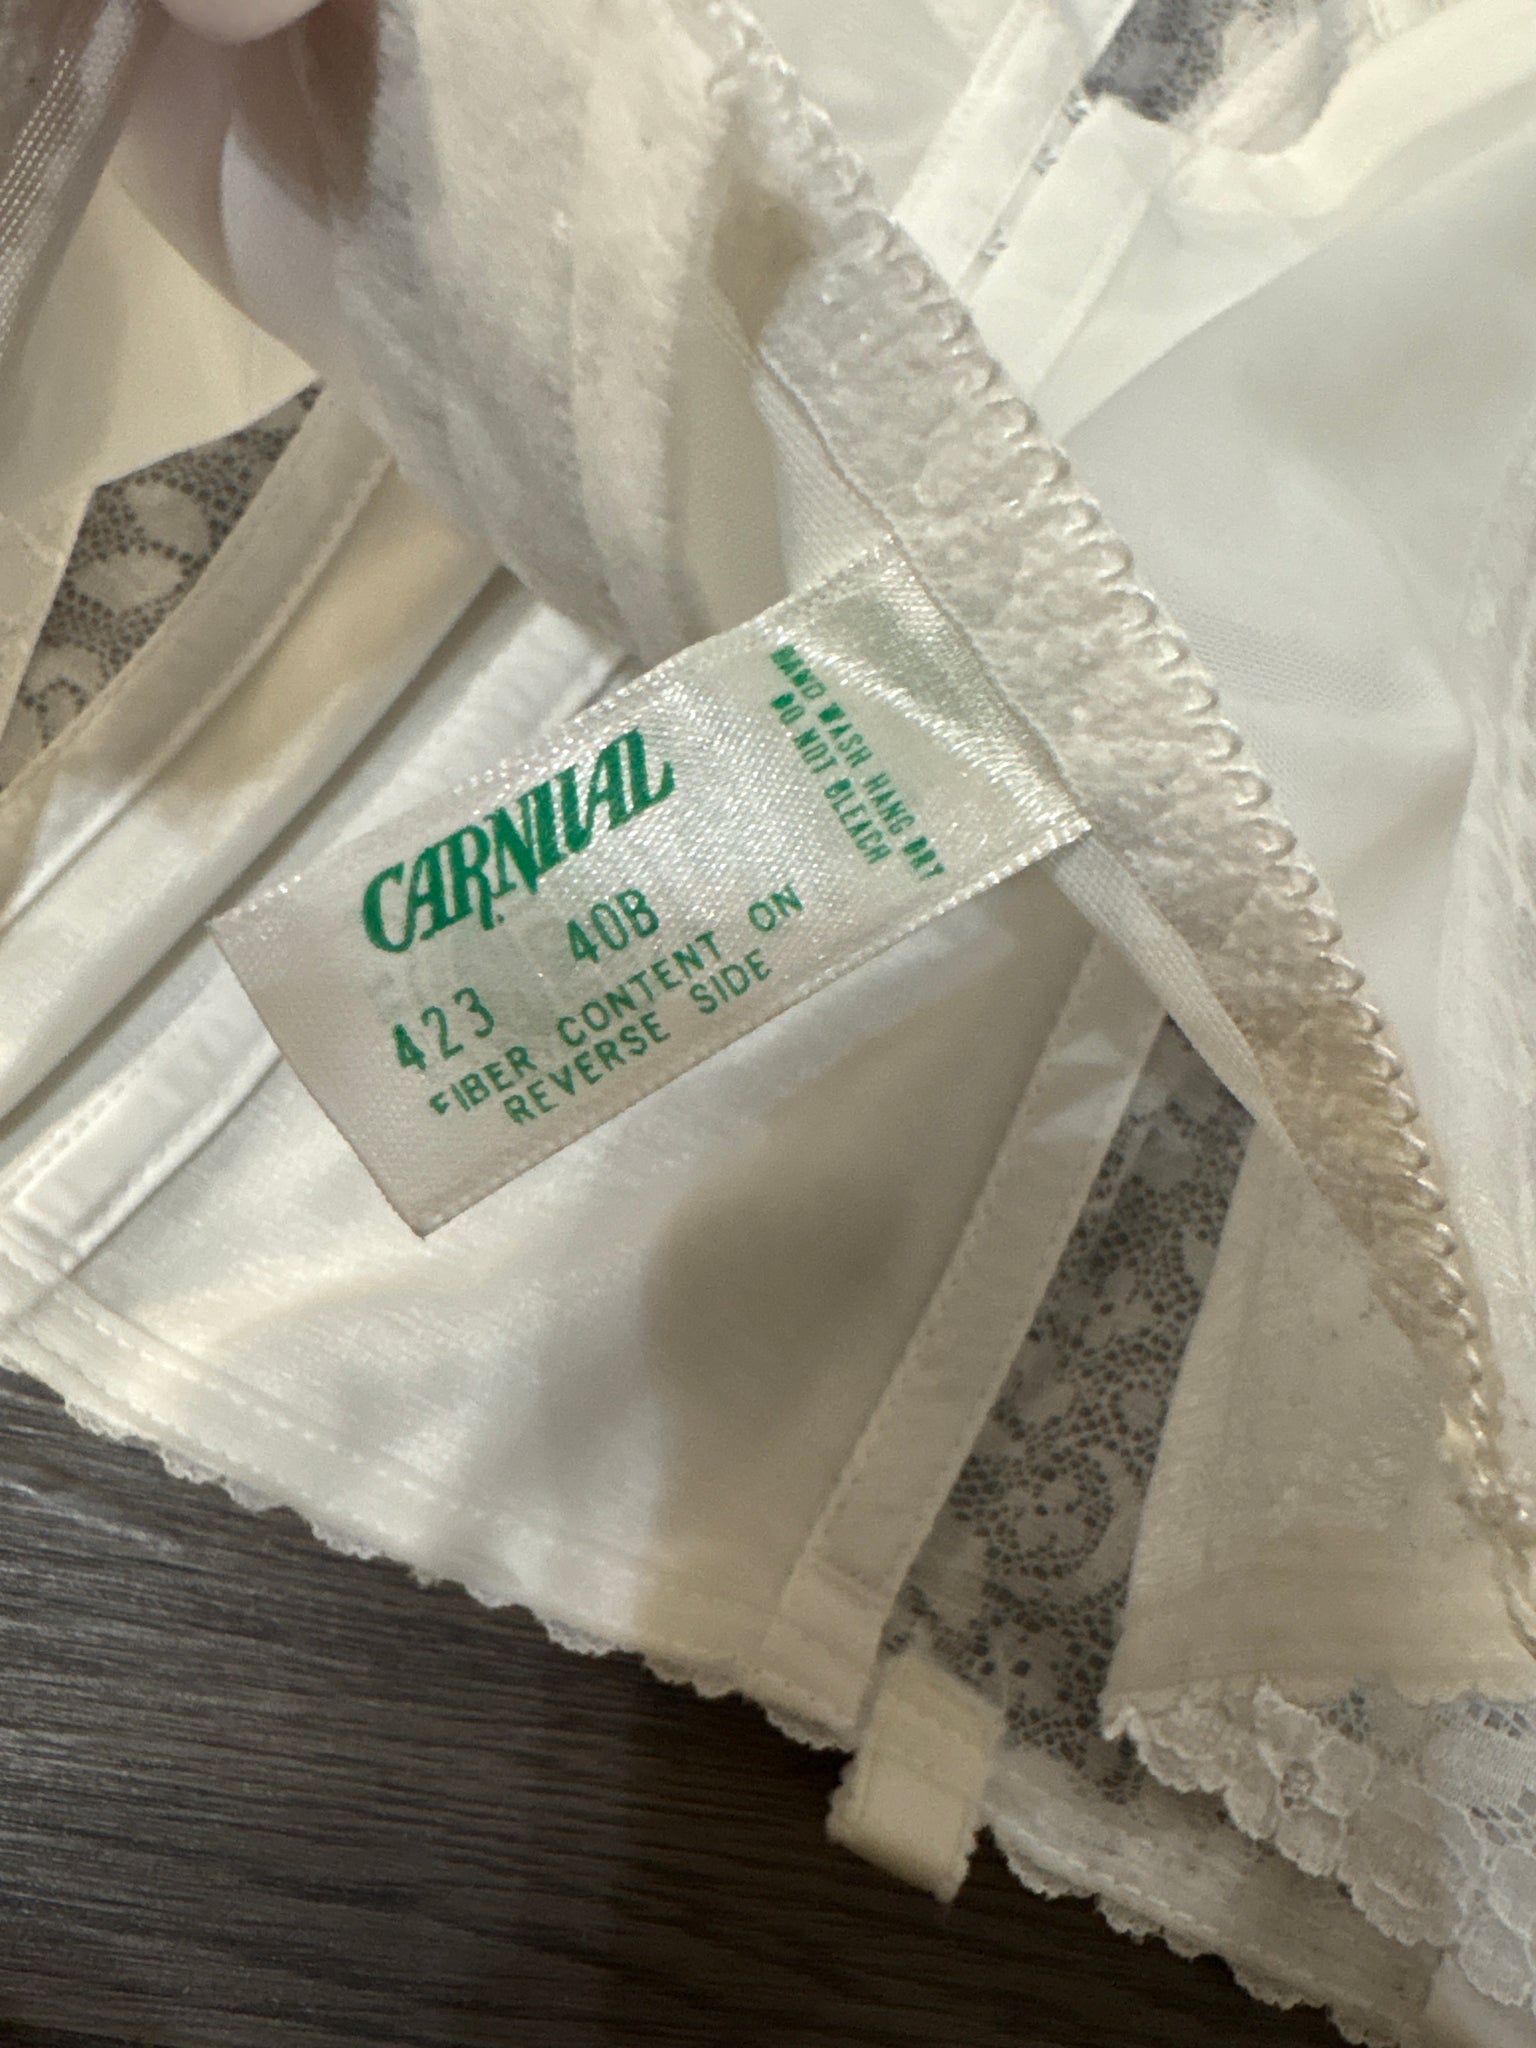 CARNIVAL
423 40B
FIBER CONTENT ON
REVERSE SIDE
HAND WASH HANG DRY
DO NOT BLEACH